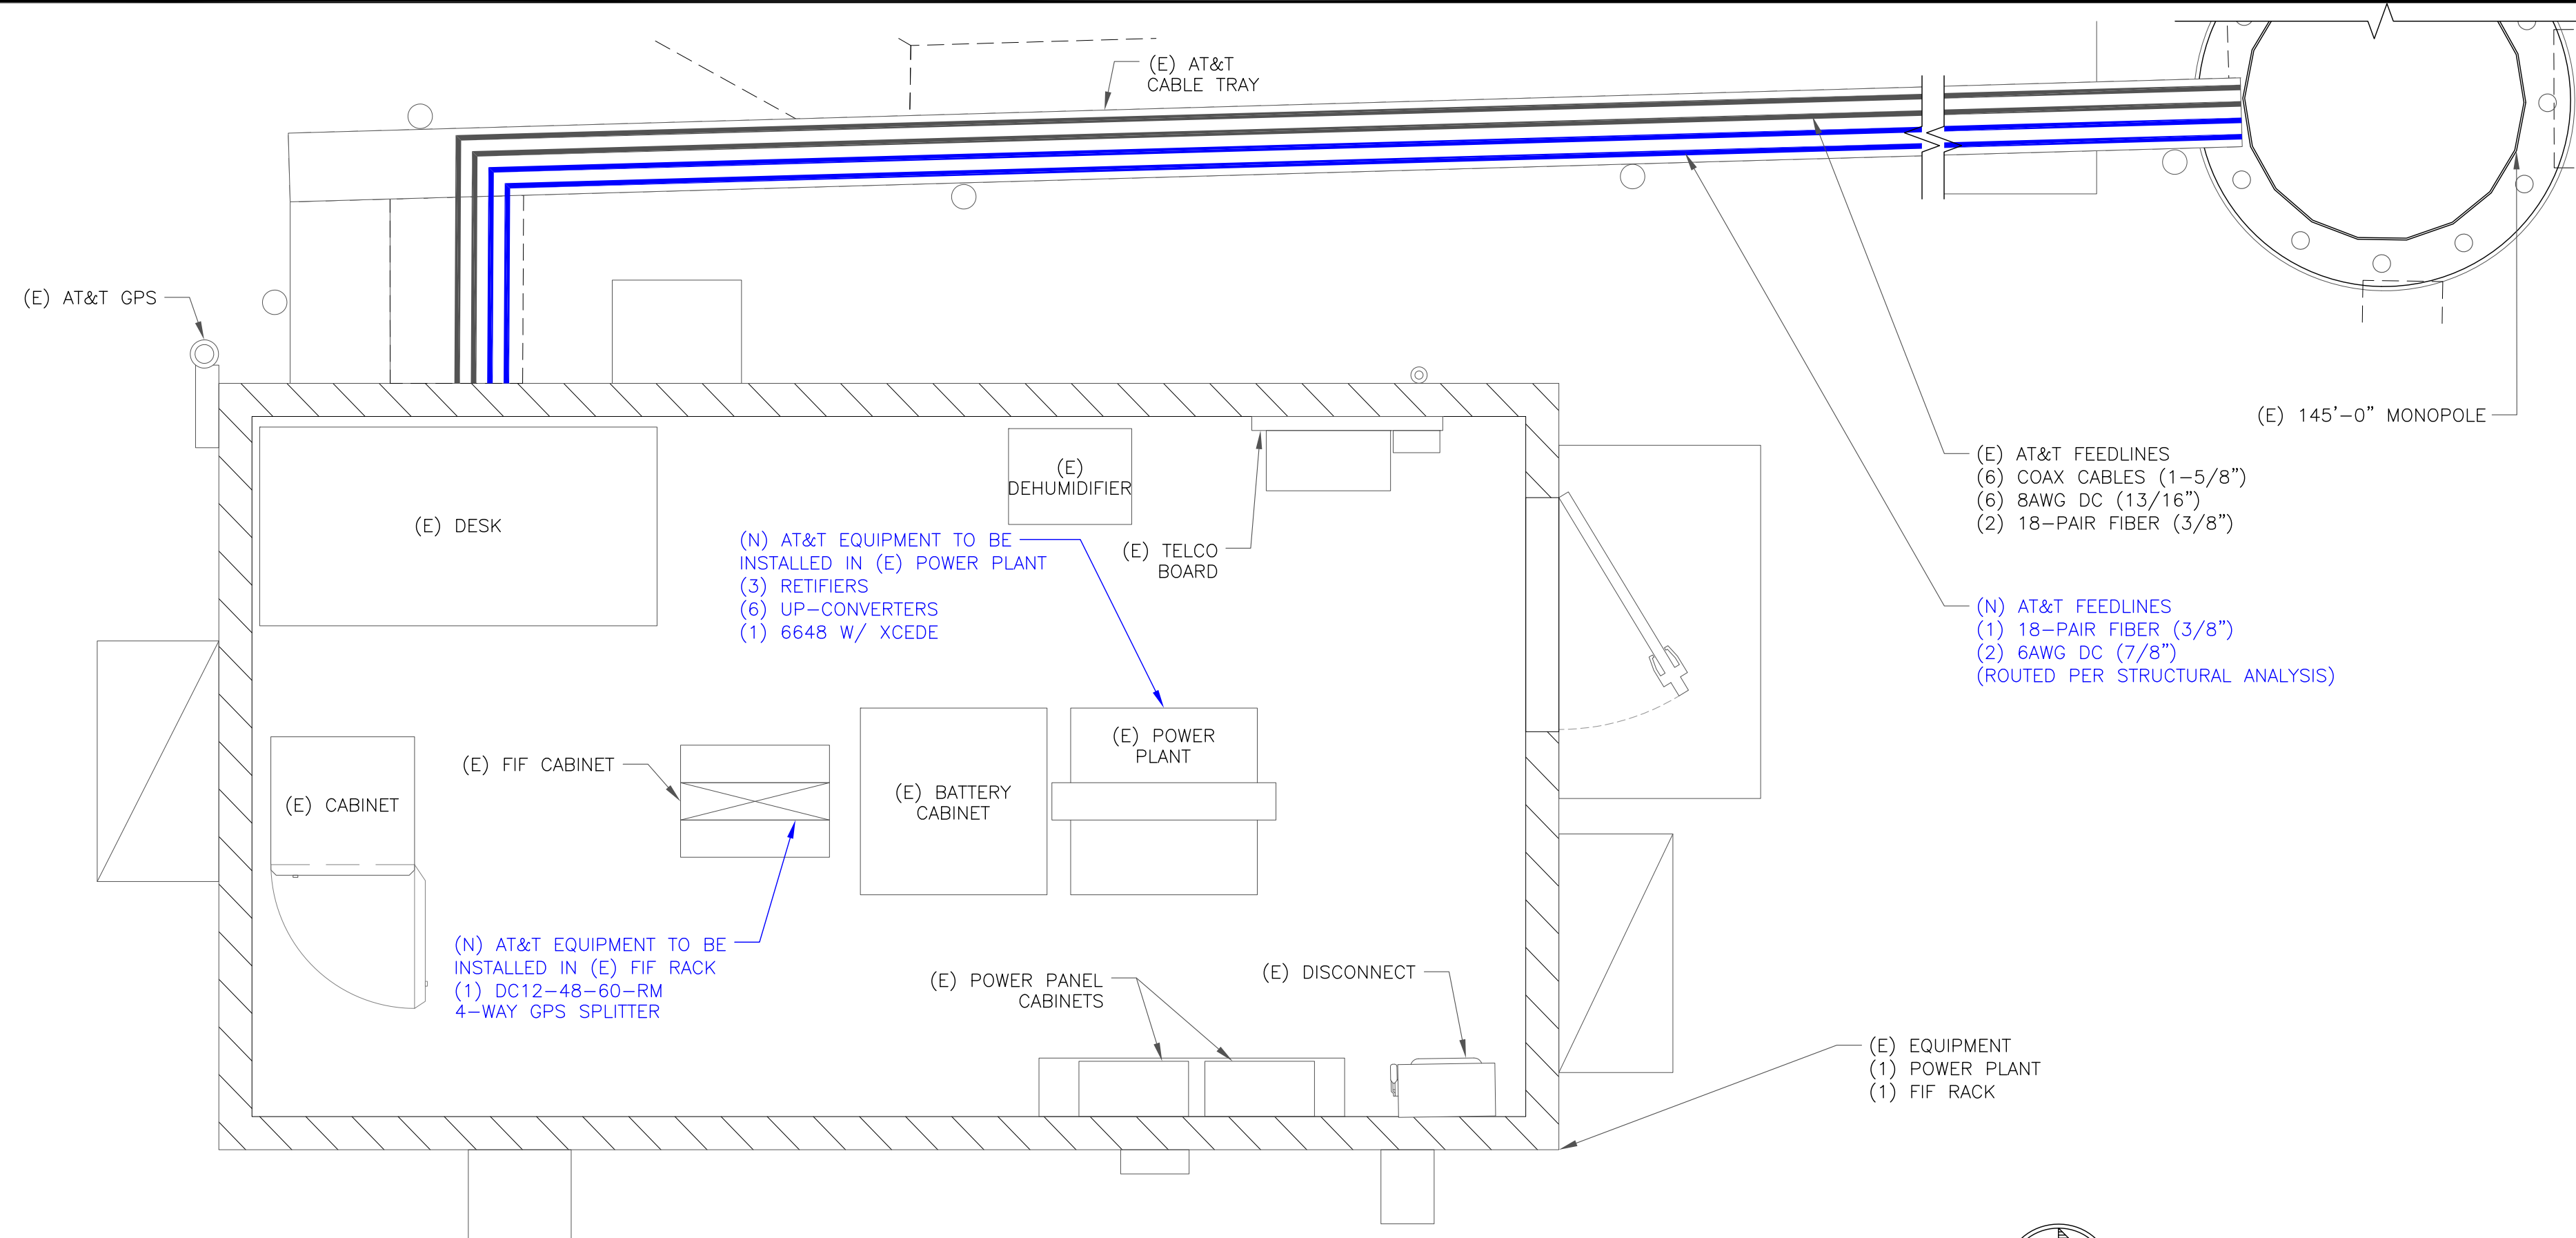 (E) AT&T
CABLE TRAY
(E) AT&T GPS
(E) 145'-0" MONOPOLE
(E) AT&T FEEDLINES
(6) COAX CABLES (1-5/8")
(6) 8AWG DC (13/16")
(2) 18-PAIR FIBER (3/8")
(E)
DEHUMIDIFIER
(E) DESK
(N) AT&T EQUIPMENT TO BE
INSTALLED IN (E) POWER PLANT
(3) RETIFIERS
(6) UP-CONVERTERS
(1) 6648 W/ XCEDE
(E) TELCO
BOARD
(N) AT&T FEEDLINES
(1) 18-PAIR FIBER (3/8")
(2) 6AWG DC (7/8")
(ROUTED PER STRUCTURAL ANALYSIS)
(E) POWER
PLANT
(E) FIF CABINET
(E) CABINET
(E) BATTERY
CABINET
(N) AT&T EQUIPMENT TO BE
INSTALLED IN (E) FIF RACK
(1) DC12-48-60-RM
4-WAY GPS SPLITTER
(E) POWER PANEL
CABINETS
(E) DISCONNECT
(E) EQUIPMENT
(1) POWER PLANT
(1) FIF RACK